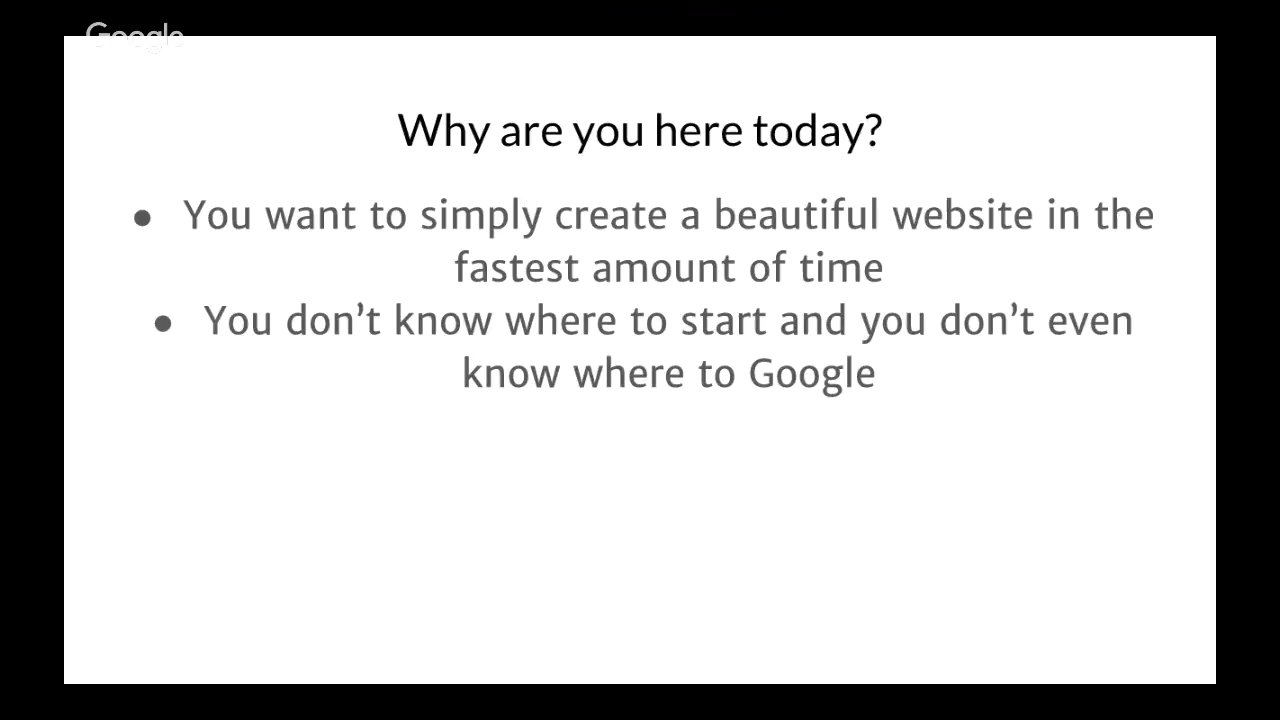 Google
Why are you here today?
● You want to simply create a beautiful website in the
fastest amount of time
● You don’t know where to start and you don’t even
know where to Google